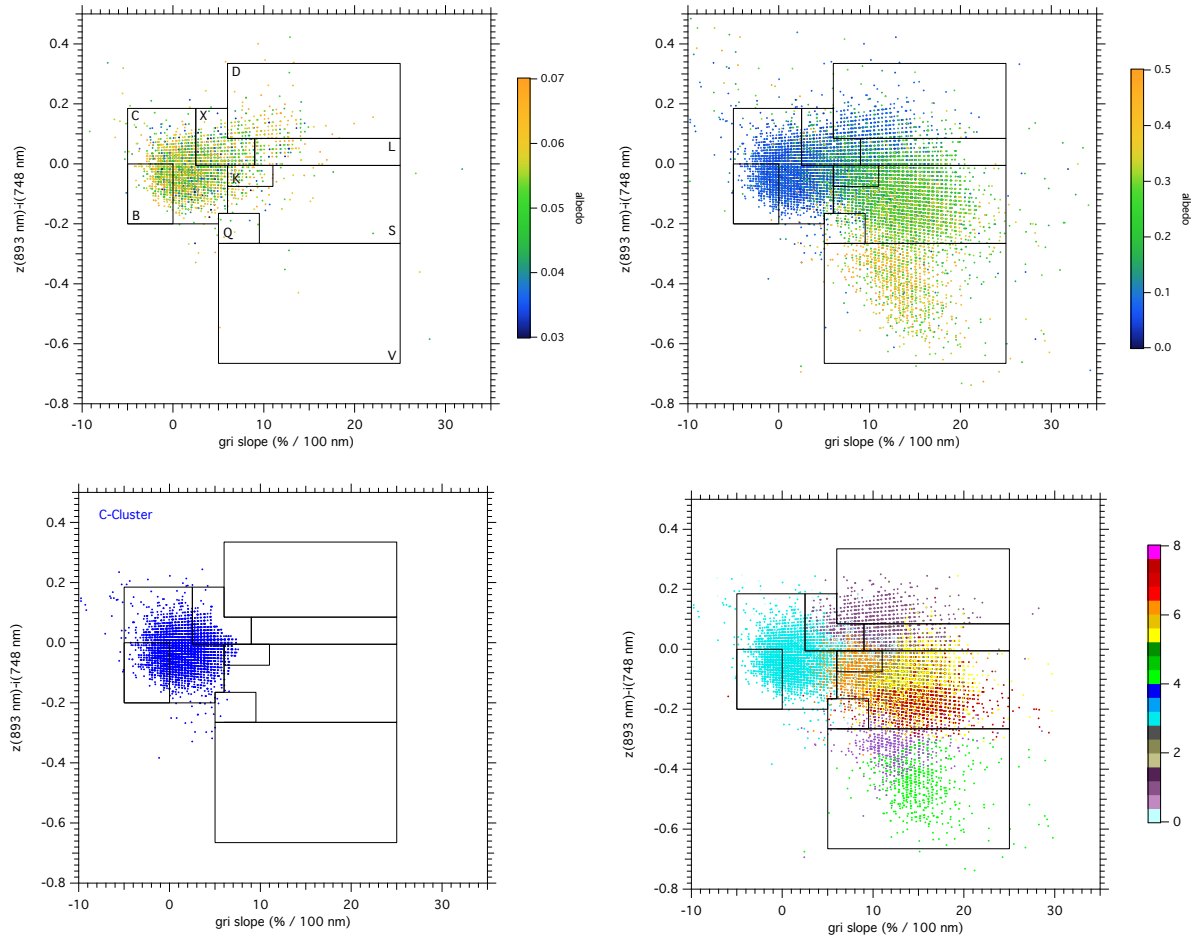 0.4
0.2
0.0
-0.2
-0.4
-0.6
-0.8
z(893 nm)-i(748 nm)
D
C
X
L
K
B
Q
S
V
0 10 20 30
gri slope (% / 100 nm)
0.07
0.06
0.05
0.04
0.03
albedo
0.4
0.2
0.0
-0.2
-0.4
-0.6
-0.8
z(893 nm)-i(748 nm)
-10 0 10 20 30
gri slope (% / 100 nm)
0.5
0.4
0.3
0.2
0.1
0.0
albedo
C-Cluster
0.4
0.2
0.0
-0.2
-0.4
-0.6
-0.8
z(893 nm)-i(748 nm)
0 10 20 30
gri slope (% / 100 nm)
0.4
0.2
0.0
-0.2
-0.4
-0.6
-0.8
z(893 nm)-i(748 nm)
-10 0 10 20 30
gri slope (% / 100 nm)
8
6
4
2
0